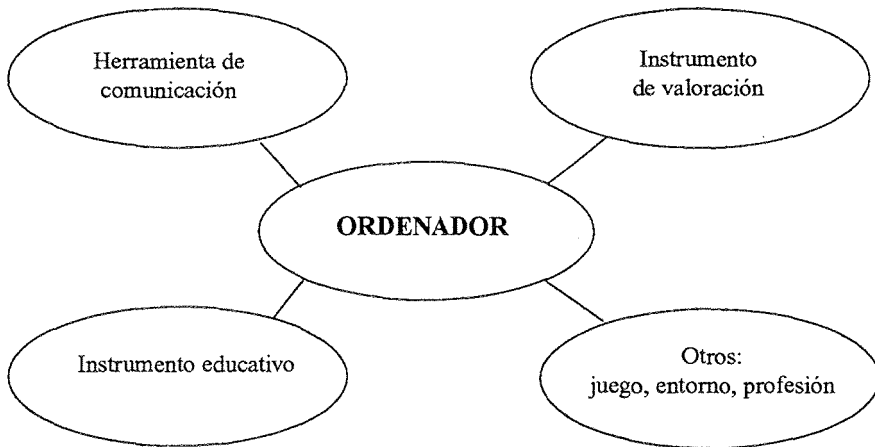 Herramienta de
comunicación
Instrumento
de valoración
ORDENADOR
Instrumento educativo
Otros:
juego, entorno, profesión